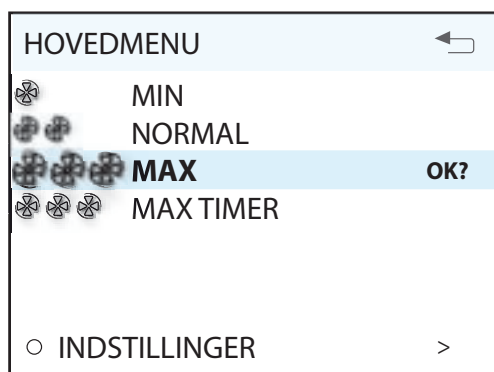 HOVEDMENU
MIN
NORMAL
MAX OK?
MAX TIMER
INDSTILLINGER >